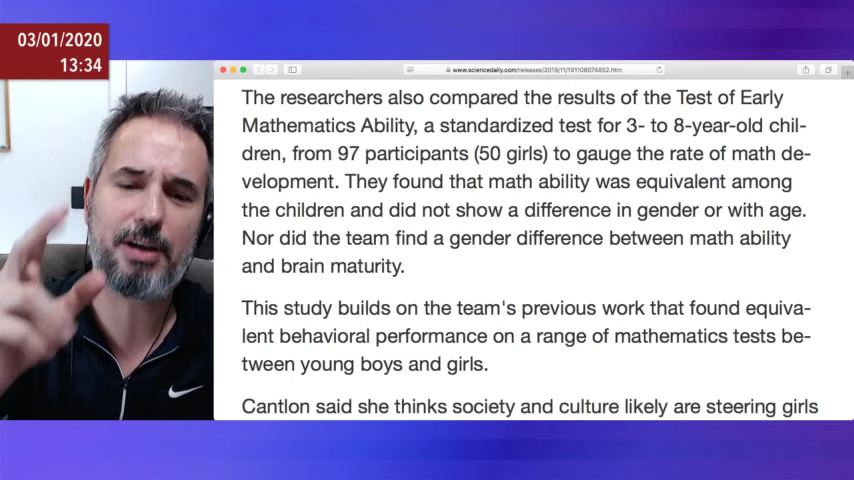 03/01/2020
13:34
www.sciencedaily.com/releases/2019/11/191108074852.htm
The researchers also compared the results of the Test of Early
Mathematics Ability, a standardized test for 3- to 8-year-old chil-
dren, from 97 participants (50 girls) to gauge the rate of math de-
velopment. They found that math ability was equivalent among
the children and did not show a difference in gender or with age.
Nor did the team find a gender difference between math ability
and brain maturity.
This study builds on the team's previous work that found equiva-
lent behavioral performance on a range of mathematics tests be-
tween young boys and girls.
Cantlon said she thinks society and culture likely are steering girls